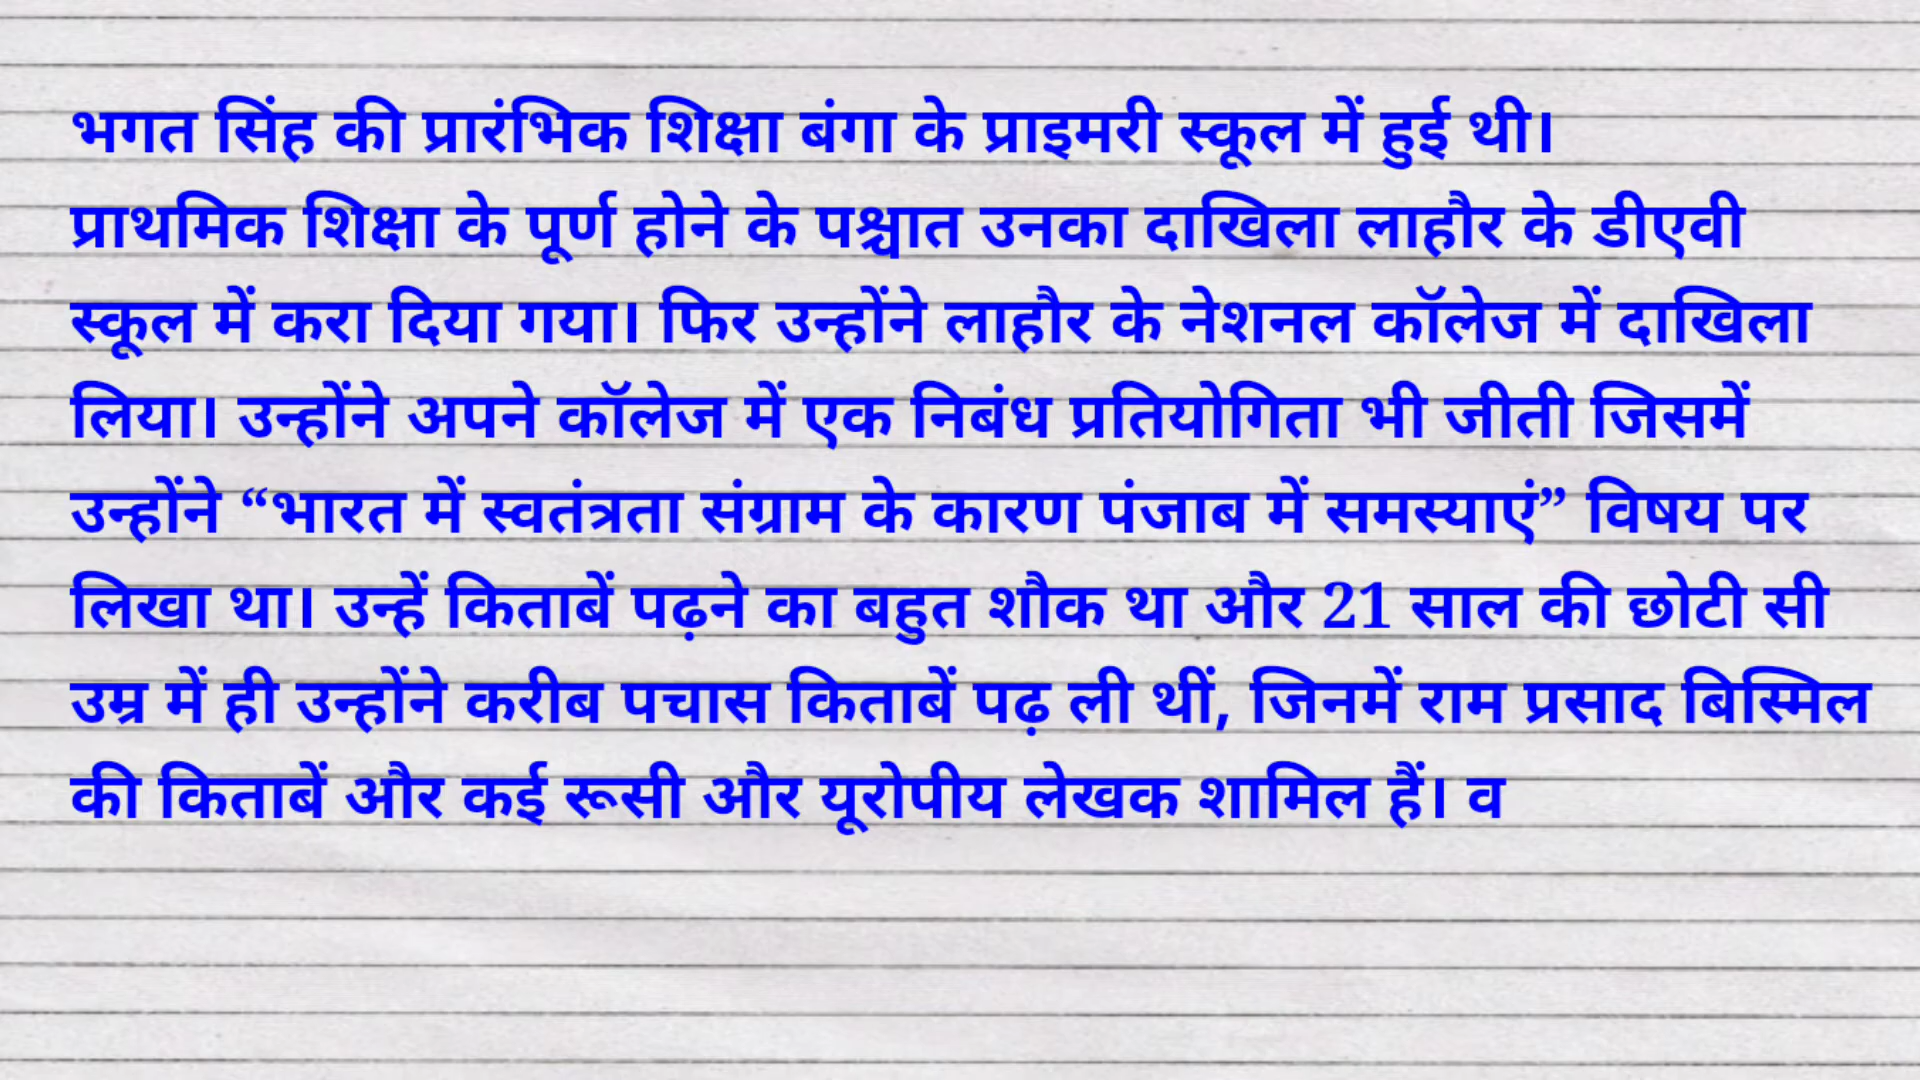 भगत सिंह की प्रारंभिक शिक्षा बंगा के प्राइमरी स्कूल में हुई थी।
प्राथमिक शिक्षा के पूर्ण होने के पश्चात उनका दाखिला लाहौर के डीएवी
स्कूल में करा दिया गया। फिर उन्होंने लाहौर के नेशनल कॉलेज में दाखिला
लिया। उन्होंने अपने कॉलेज में एक निबंध प्रतियोगिता भी जीती जिसमें
उन्होंने “भारत में स्वतंत्रता संग्राम के कारण पंजाब में समस्याएं” विषय पर
लिखा था। उन्हें किताबें पढ़ने का बहुत शौक था और 21 साल की छोटी सी
उम्र में ही उन्होंने करीब पचास किताबें पढ़ ली थीं, जिनमें राम प्रसाद बिस्मिल
की किताबें और कई रूसी और यूरोपीय लेखक शामिल हैं। व